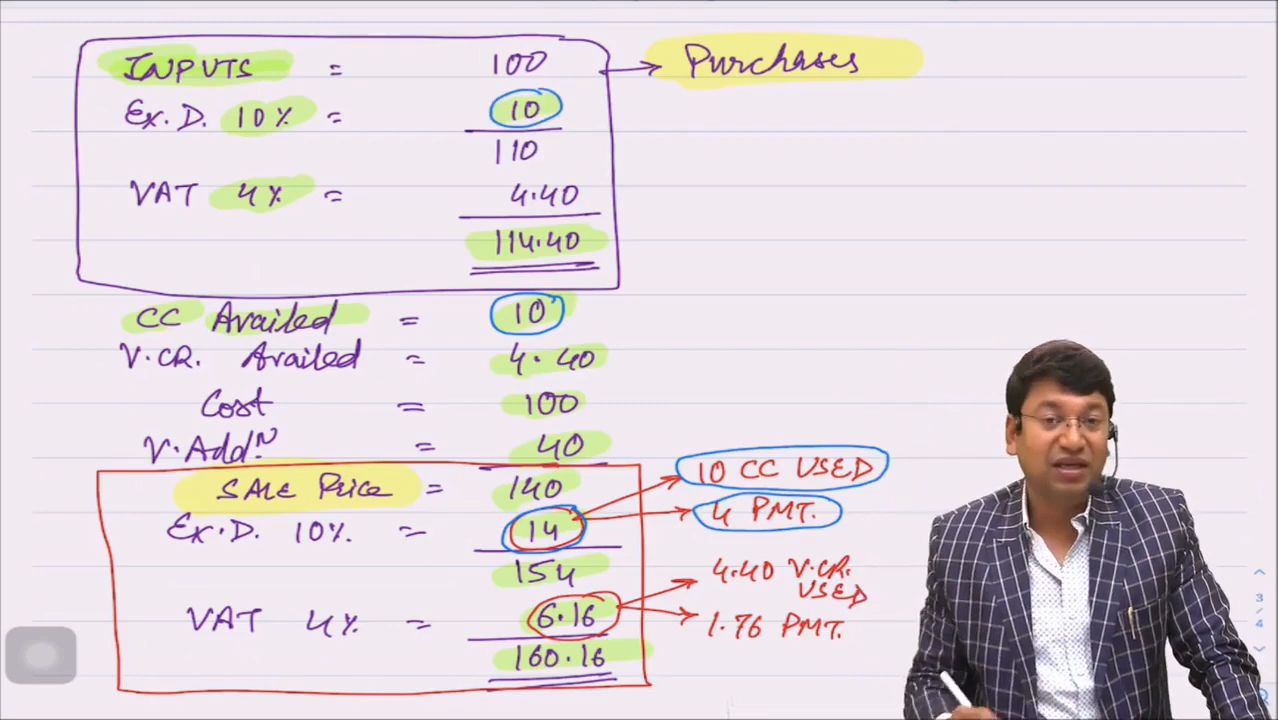 INPUTS = 100 → Purchases
Ex.D. 10% = 10
110
VAT 4% = 4.40
114.40
CC Availed = 10
V.CR. Availed = 4.40
Cost = 100
V.Addn = 40
SALE Price = 140
10 CC USED
Ex.D. 10% = 14
4 PMT.
154
4.40 V.CR. USED
VAT 4% = 6.16
1.76 PMT.
160.16
3
4